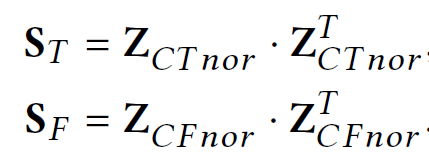 S_T = Z_{CTnor} · Z_{CTnor}^T,
S_F = Z_{CFnor} · Z_{CFnor}^T.